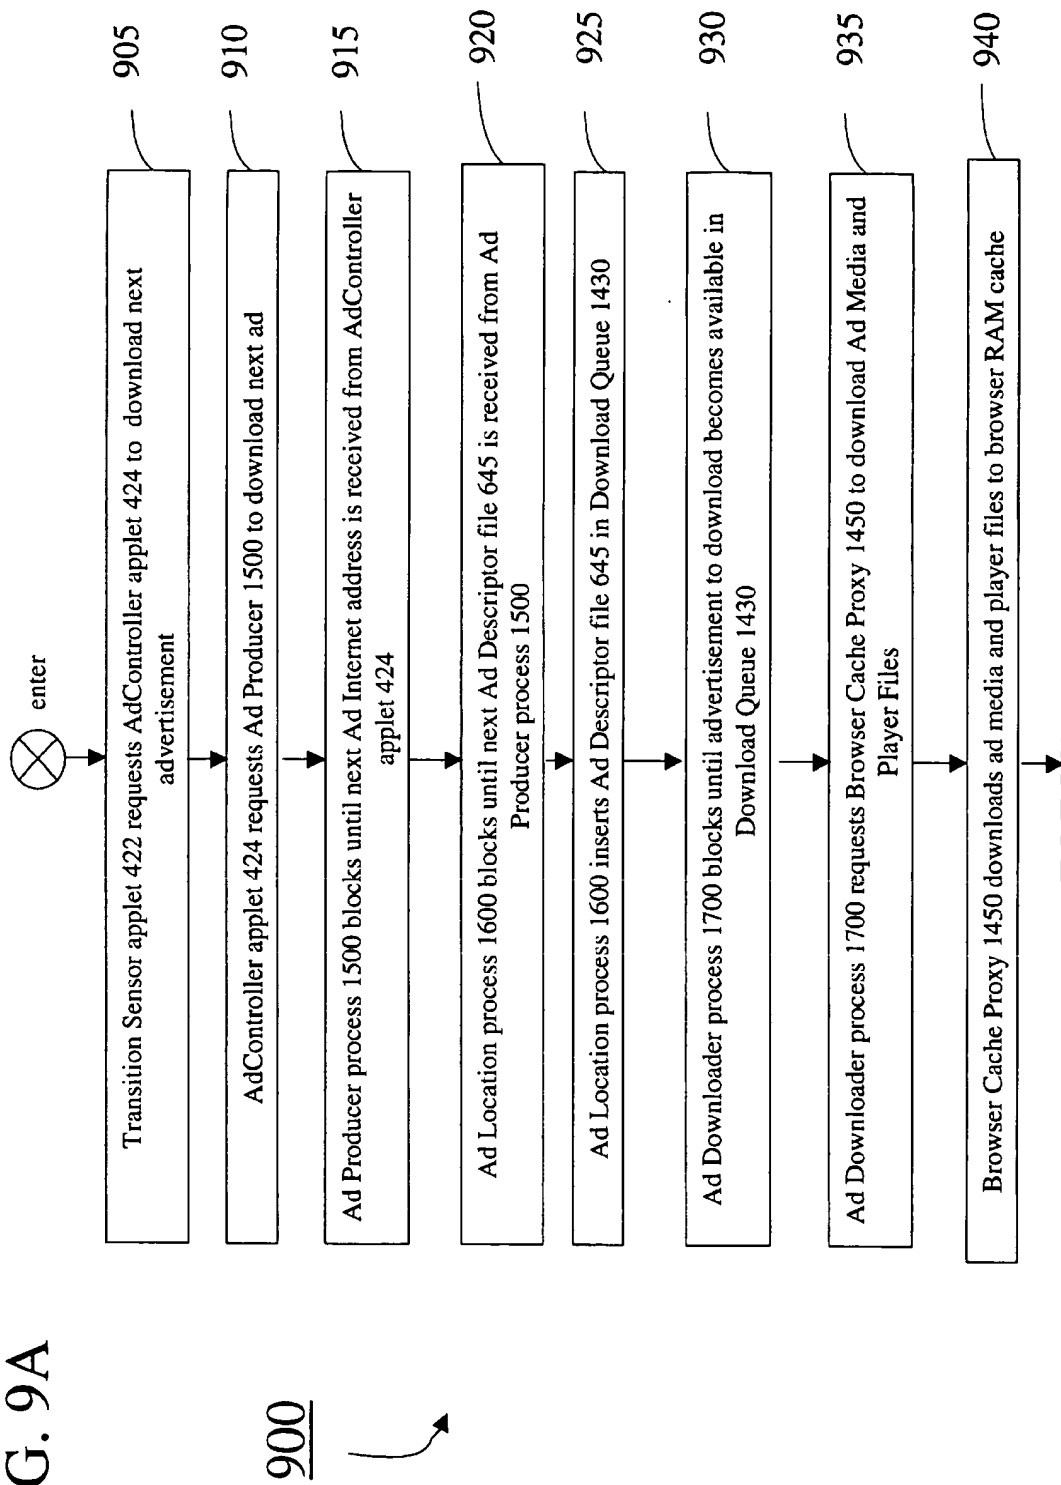 G. 9A
900
enter
Transition Sensor applet 422 requests AdController applet 424 to download next
advertisement
905
AdController applet 424 requests Ad Producer 1500 to download next ad
910
Ad Producer process 1500 blocks until next Ad Internet address is received from AdController
applet 424
915
Ad Location process 1600 blocks until next Ad Descriptor file 645 is received from Ad
Producer process 1500
920
Ad Location process 1600 inserts Ad Descriptor file 645 in Download Queue 1430
925
Ad Downloader process 1700 blocks until advertisement to download becomes available in
Download Queue 1430
930
Ad Downloader process 1700 requests Browser Cache Proxy 1450 to download Ad Media and
Player Files
935
Browser Cache Proxy 1450 downloads ad media and player files to browser RAM cache
940